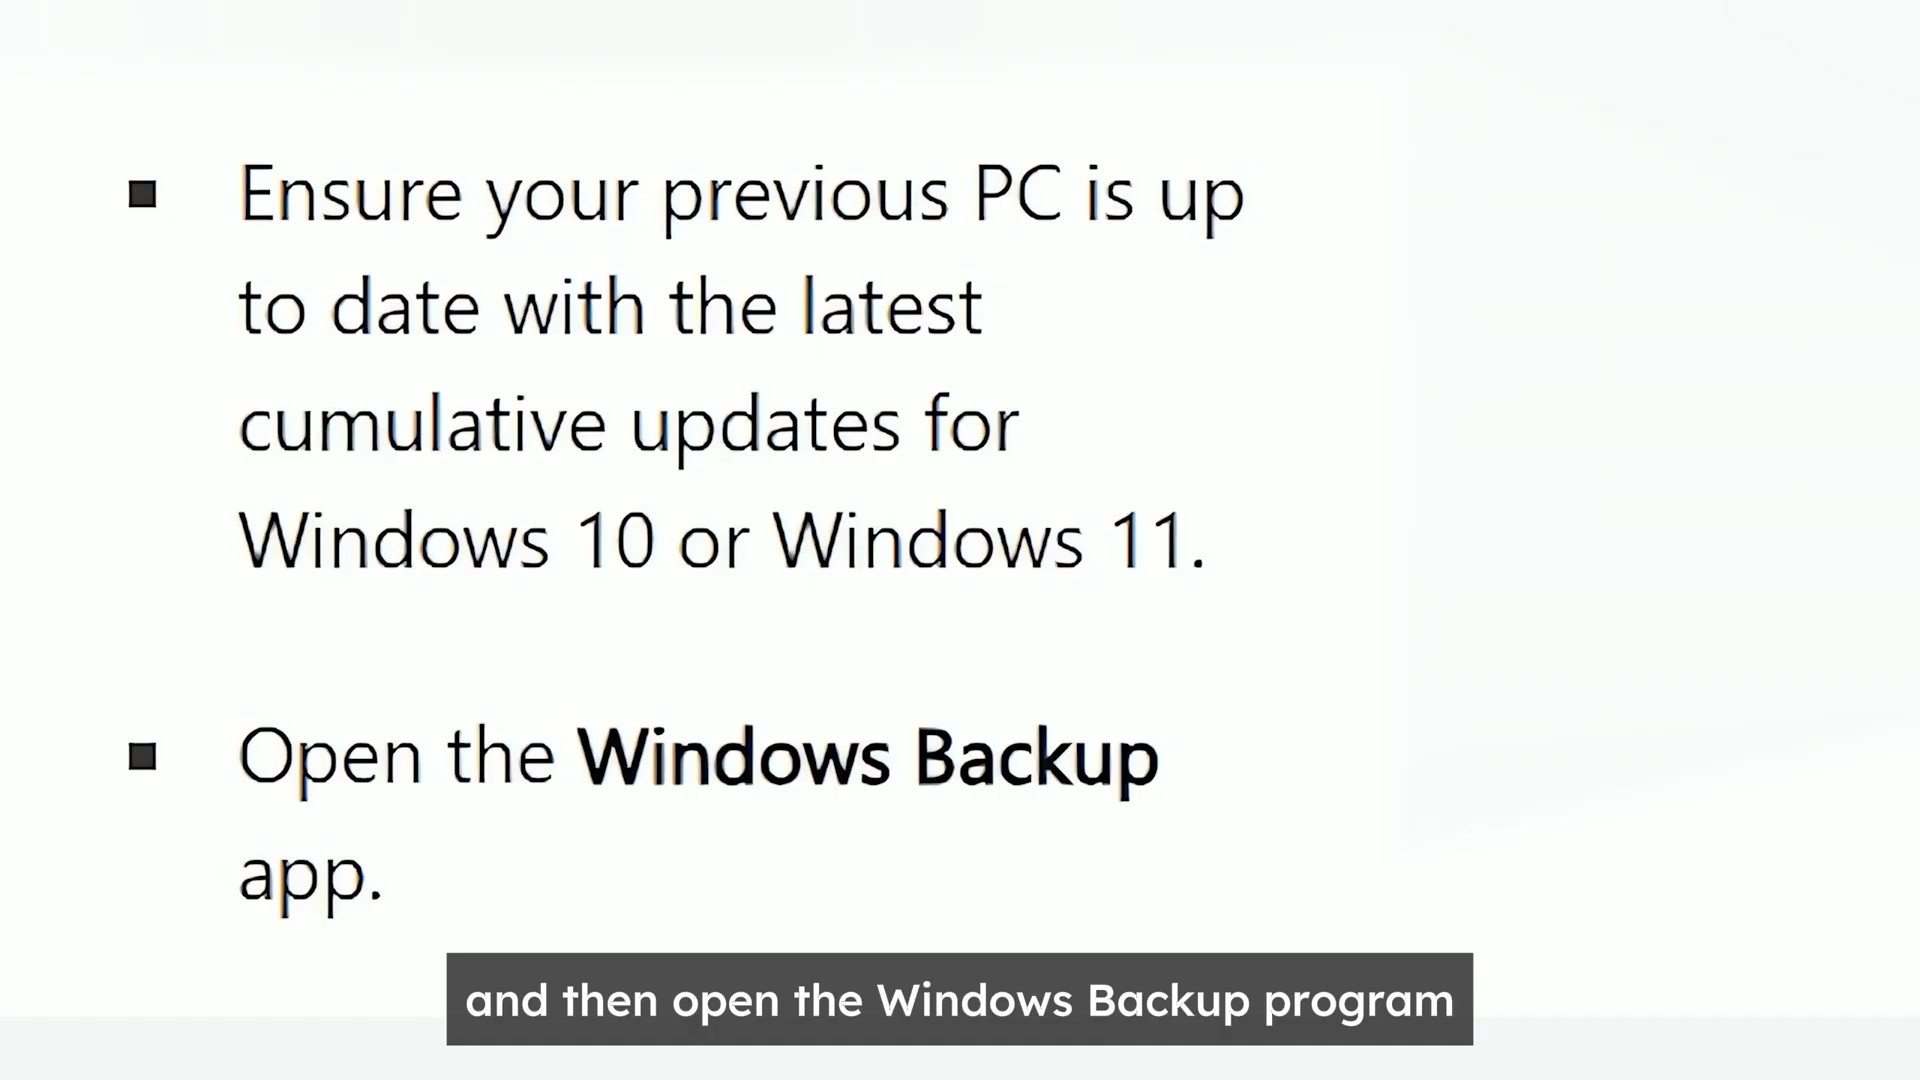 ▪ Ensure your previous PC is up
to date with the latest
cumulative updates for
Windows 10 or Windows 11.
▪ Open the Windows Backup
app.
and then open the Windows Backup program